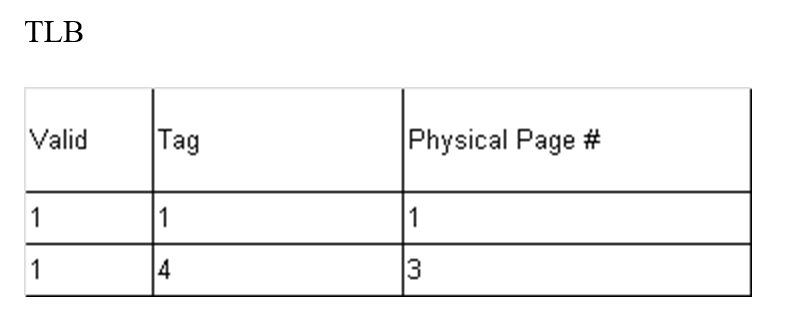 TLB
Valid Tag Physical Page #
1 1 1
1 4 3